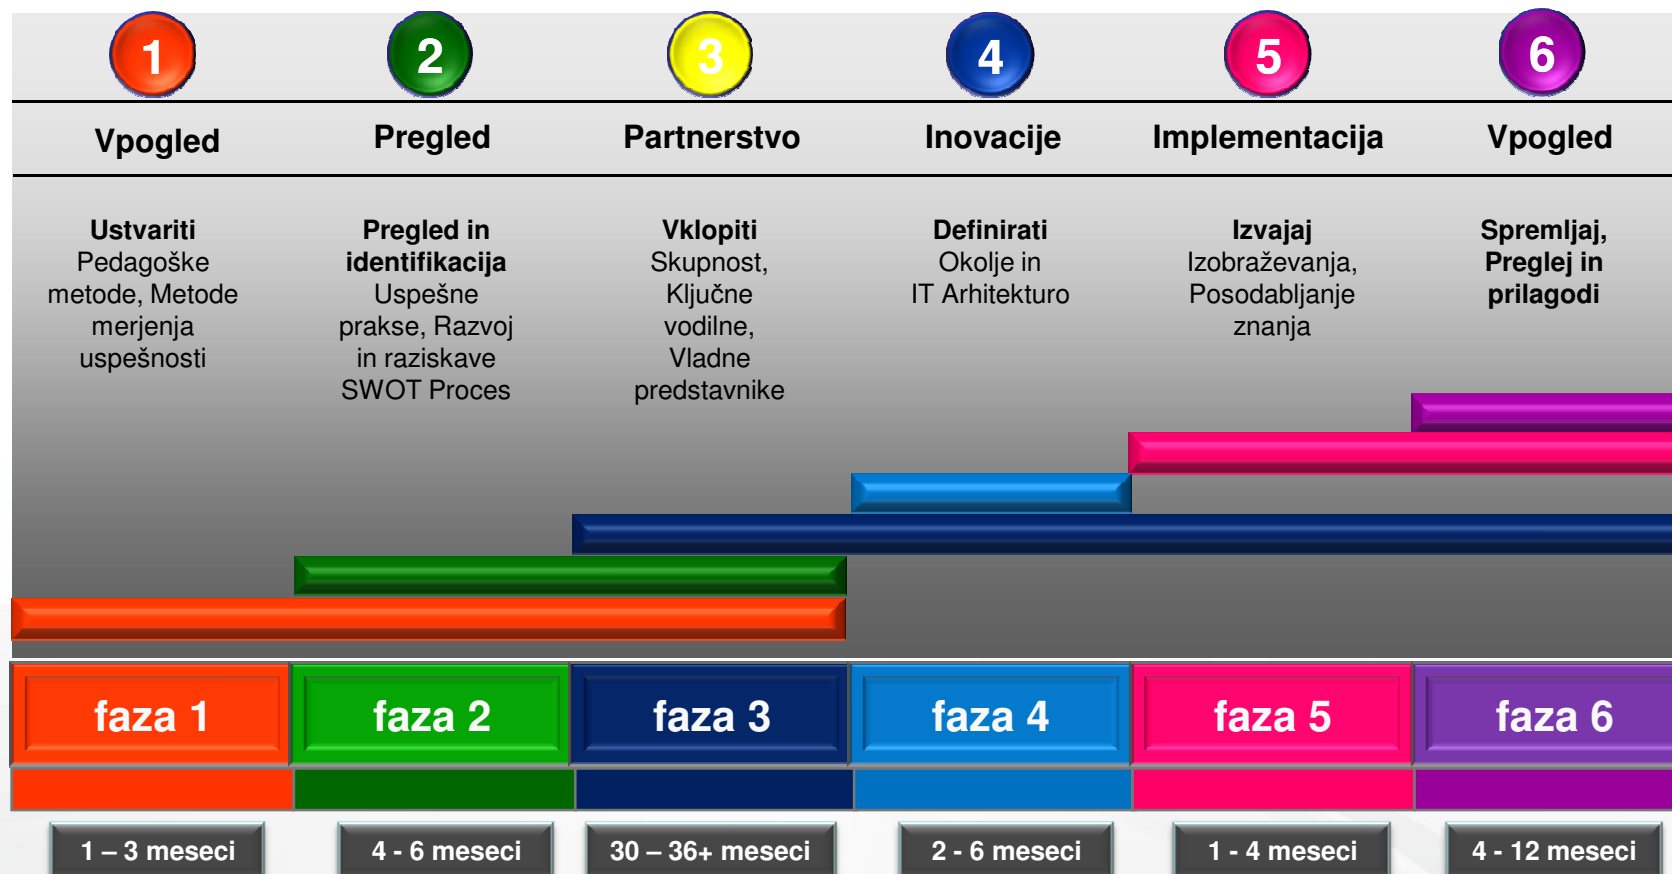 1
2
3
4
5
6
Vpogled
Pregled
Partnerstvo
Inovacije
Implementacija
Vpogled
Ustvariti
Pedagoške
metode, Metode
merjenja
uspešnosti
Pregled in
identifikacija
Uspešne
prakse, Razvoj
in raziskave
SWOT Proces
Vklopiti
Skupnost,
Ključne
vodilne,
Vladne
predstavnike
Definirati
Okolje in
IT Arhitekturo
Izvajaj
Izobraževanja,
Posodabljanje
znanja
Spremljaj,
Preglej in
prilagodi
faza 1
faza 2
faza 3
faza 4
faza 5
faza 6
1 – 3 meseci
4 - 6 meseci
30 – 36+ meseci
2 - 6 meseci
1 - 4 meseci
4 - 12 meseci